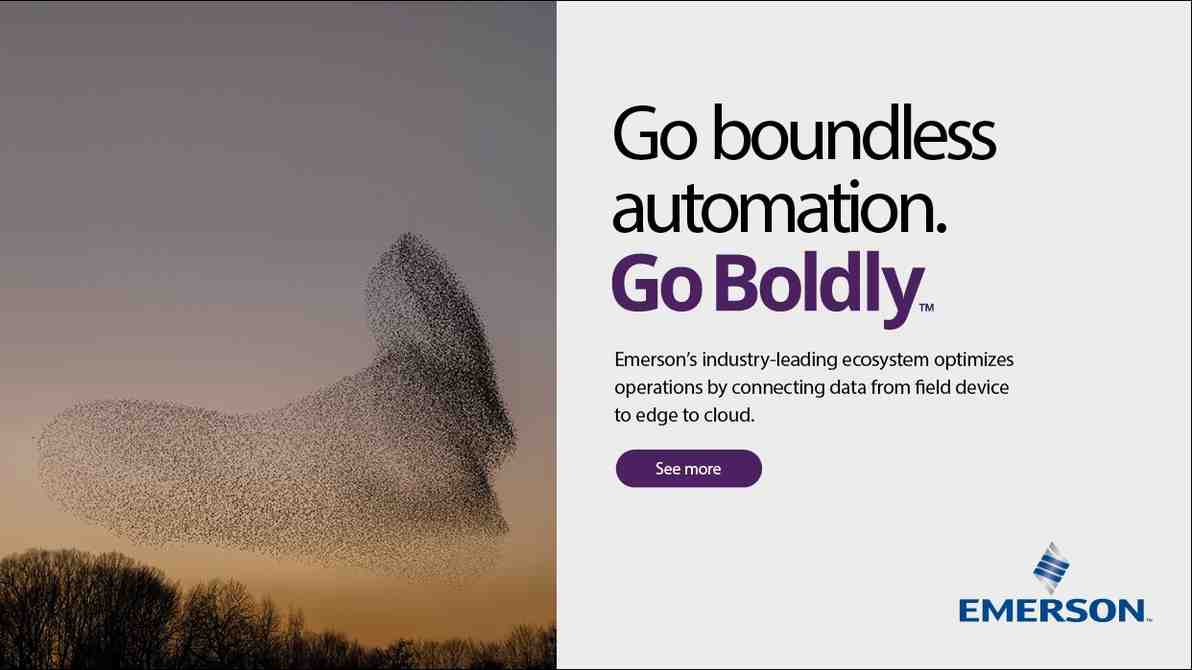 Go boundless
automation.
Go Boldly™
Emerson's industry-leading ecosystem optimizes
operations by connecting data from field device
to edge to cloud.
See more
EMERSON™